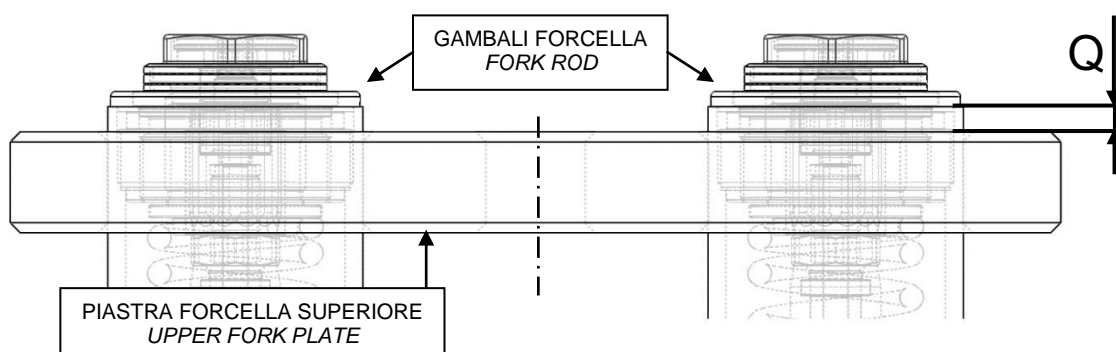 GAMBALI FORCELLA
FORK ROD
Q
PIASTRA FORCELLA SUPERIORE
UPPER FORK PLATE